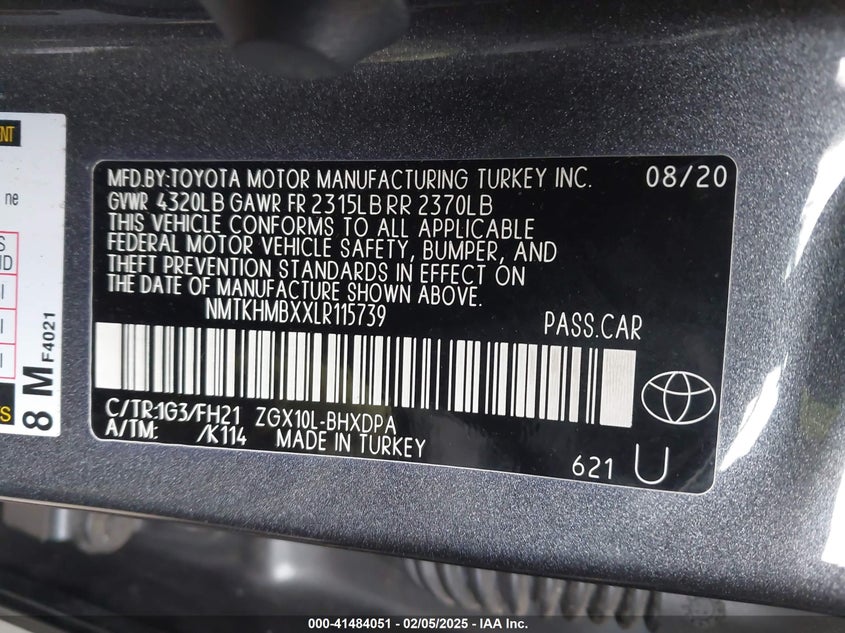 ENT
ne
S
ND
I
I
I
S
8 M F4021
MFD.BY:TOYOTA MOTOR MANUFACTURING TURKEY INC. 08/20
GVWR 4320LB GAWR FR 2315LB RR 2370LB
THIS VEHICLE CONFORMS TO ALL APPLICABLE
FEDERAL MOTOR VEHICLE SAFETY, BUMPER, AND
THEFT PREVENTION STANDARDS IN EFFECT ON
THE DATE OF MANUFACTURE SHOWN ABOVE.
NMTKHMBXXLR115739 PASS.CAR
C/TR:1G3/FH21 ZGX10L-BHXDPA
A/TM: /K114 MADE IN TURKEY
621 U
000-41484051 - 02/05/2025 - IAA Inc.